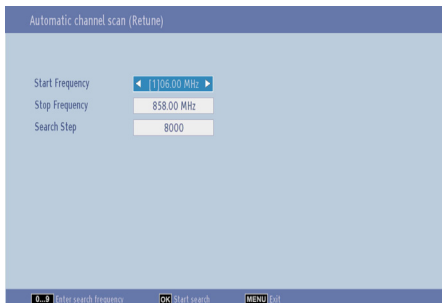 Automatic channel scan (Retune)
Start Frequency [1]06.00 MHz
Stop Frequency 858.00 MHz
Search Step 8000
0...9 Enter search frequency OK Start search MENU Exit